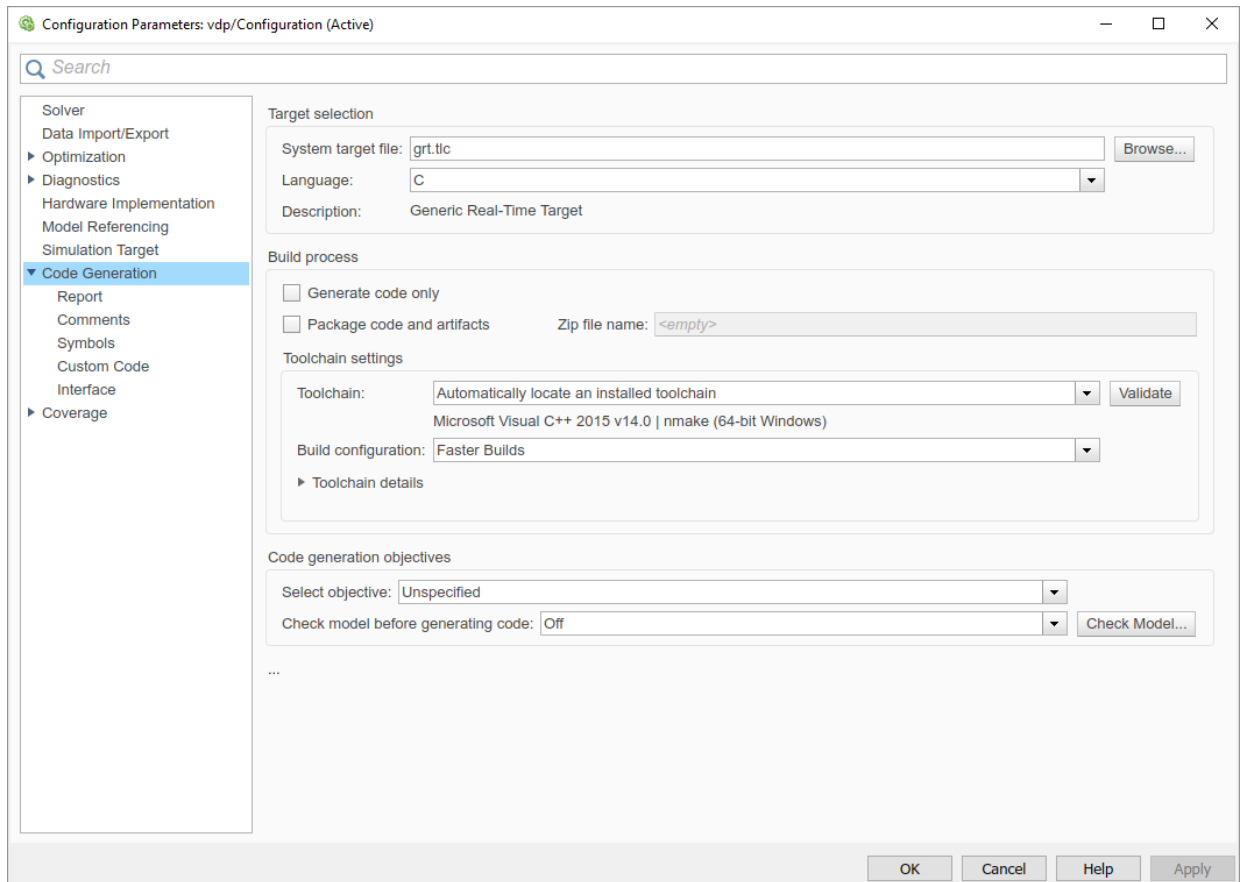 Configuration Parameters: vdp/Configuration (Active)
Search
Solver
Data Import/Export
Optimization
Diagnostics
Hardware Implementation
Model Referencing
Simulation Target
Code Generation
Report
Comments
Symbols
Custom Code
Interface
Coverage
Target selection
System target file: grt.tlc Browse...
Language: C
Description: Generic Real-Time Target
Build process
Generate code only
Package code and artifacts Zip file name: <empty>
Toolchain settings
Toolchain: Automatically locate an installed toolchain Validate
Microsoft Visual C++ 2015 v14.0 | nmake (64-bit Windows)
Build configuration: Faster Builds
Toolchain details
Code generation objectives
Select objective: Unspecified
Check model before generating code: Off Check Model...
...
OK Cancel Help Apply